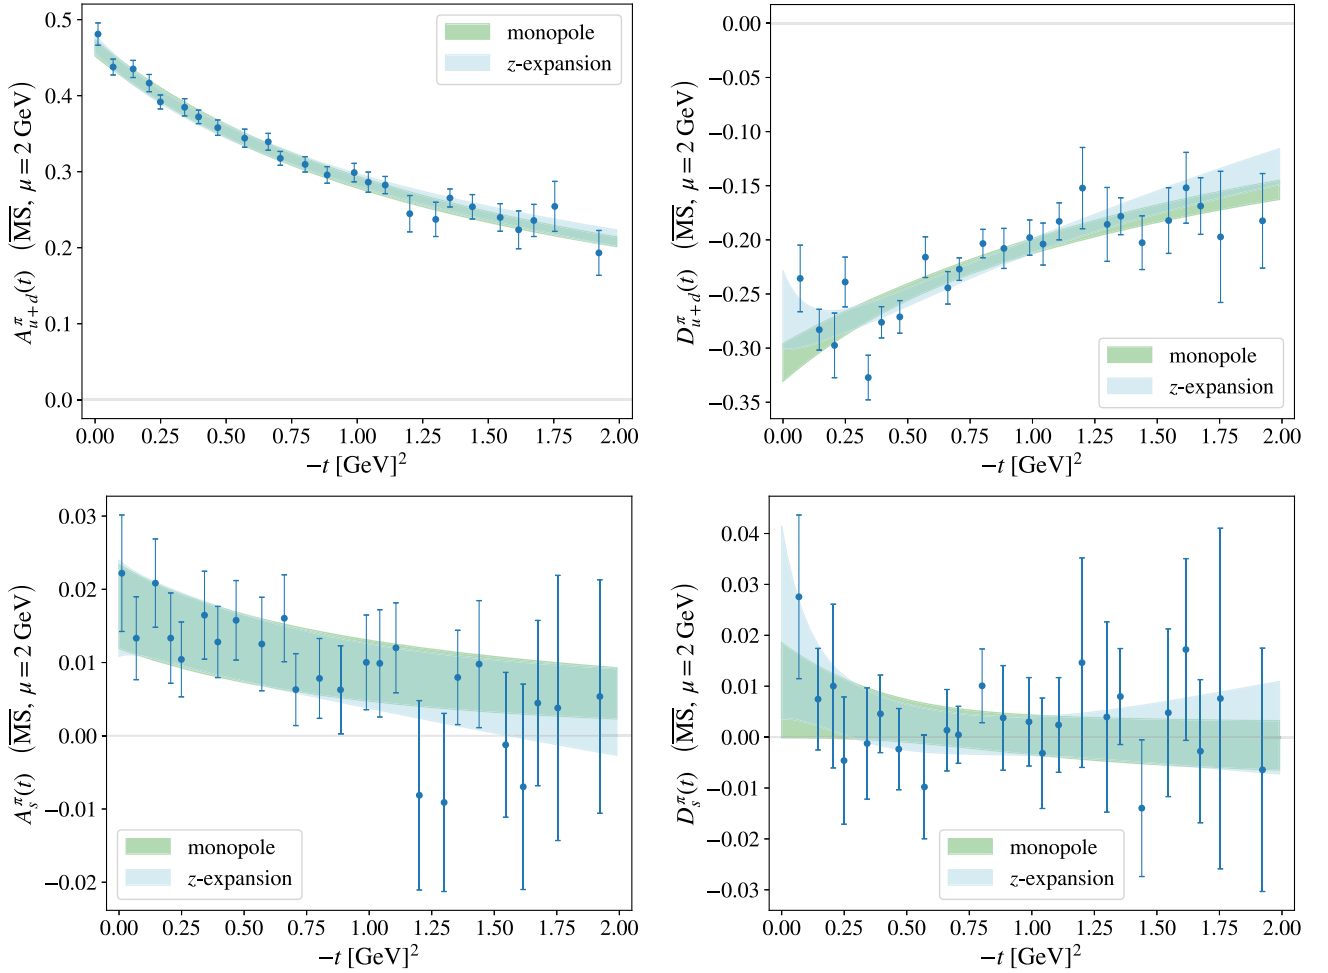 0.5
0.4
0.3
0.2
0.1
0.0
A^π_{u+d}(t) (\overline{MS}, μ = 2 GeV)
monopole
z-expansion
0.00 0.25 0.50 0.75 1.00 1.25 1.50 1.75 2.00
−t [GeV]²
0.00
−0.05
−0.10
−0.15
−0.20
−0.25
−0.30
−0.35
D^π_{u+d}(t) (\overline{MS}, μ = 2 GeV)
monopole
z-expansion
0.00 0.25 0.50 0.75 1.00 1.25 1.50 1.75 2.00
−t [GeV]²
0.03
0.02
0.01
0.00
−0.01
−0.02
A^π_s(t) (\overline{MS}, μ = 2 GeV)
monopole
z-expansion
0.00 0.25 0.50 0.75 1.00 1.25 1.50 1.75 2.00
−t [GeV]²
0.04
0.03
0.02
0.01
0.00
−0.01
−0.02
−0.03
D^π_s(t) (\overline{MS}, μ = 2 GeV)
monopole
z-expansion
0.00 0.25 0.50 0.75 1.00 1.25 1.50 1.75 2.00
−t [GeV]²